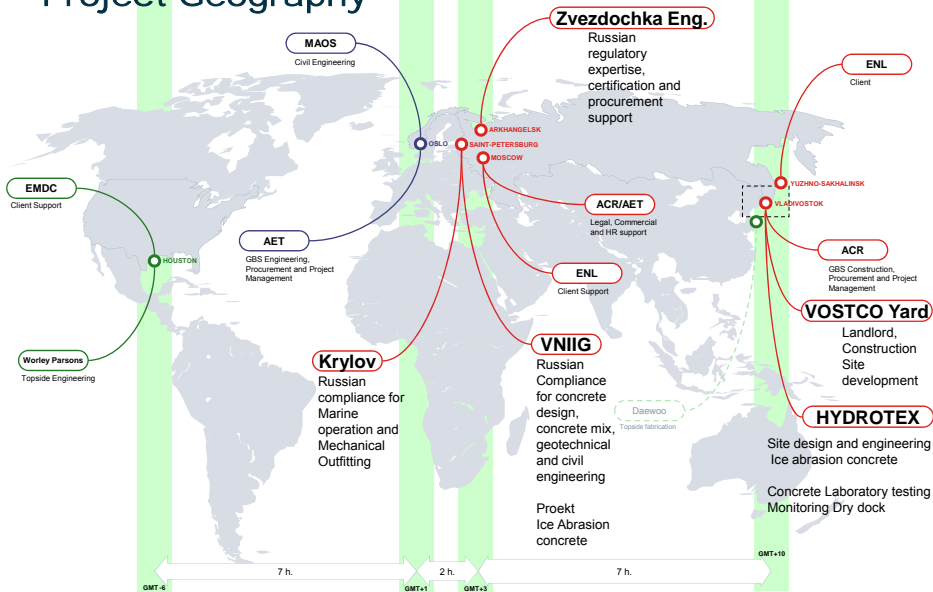 Project Geography
Zvezdochka Eng.
Russian
regulatory
expertise,
certification and
procurement
support
MAOS
Civil Engineering
ENL
Client
ARKHANGELSK
OSLO
SAINT-PETERSBURG
MOSCOW
YUZHNO-SAKHALINSK
VLADIVOSTOK
EMDC
Client Support
ACR/AET
Legal, Commercial
and HR support
AET
GBS Engineering,
Procurement and Project
Management
HOUSTON
ENL
Client Support
ACR
GBS Construction,
Procurement and Project
Management
VOSTCO Yard
Landlord,
Construction
Site
development
Worley Parsons
Topside Engineering
Krylov
Russian
compliance for
Marine
operation and
Mechanical
Outfitting
VNIIG
Russian
Compliance
for concrete
design,
concrete mix,
geotechnical
and civil
engineering
Proekt
Ice Abrasion
concrete
Daewoo
Topside fabrication
HYDROTEX
Site design and engineering
Ice abrasion concrete
Concrete Laboratory testing
Monitoring Dry dock
7 h.
2 h.
7 h.
GMT-6
GMT+1
GMT+3
GMT+10